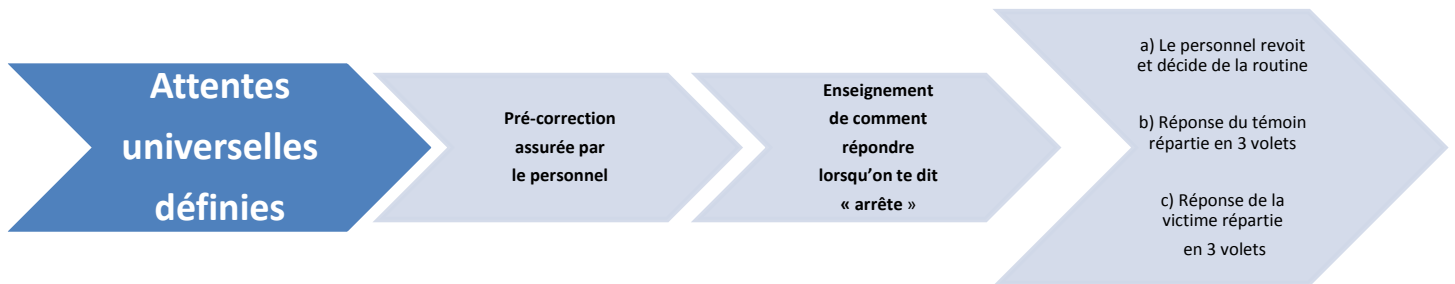 Attentes
universelles
définies
Pré-correction
assurée par
le personnel
Enseignement
de comment
répondre
lorsqu'on te dit
« arrête »
a) Le personnel revoit
et décide de la routine
b) Réponse du témoin
répartie en 3 volets
c) Réponse de la
victime répartie
en 3 volets